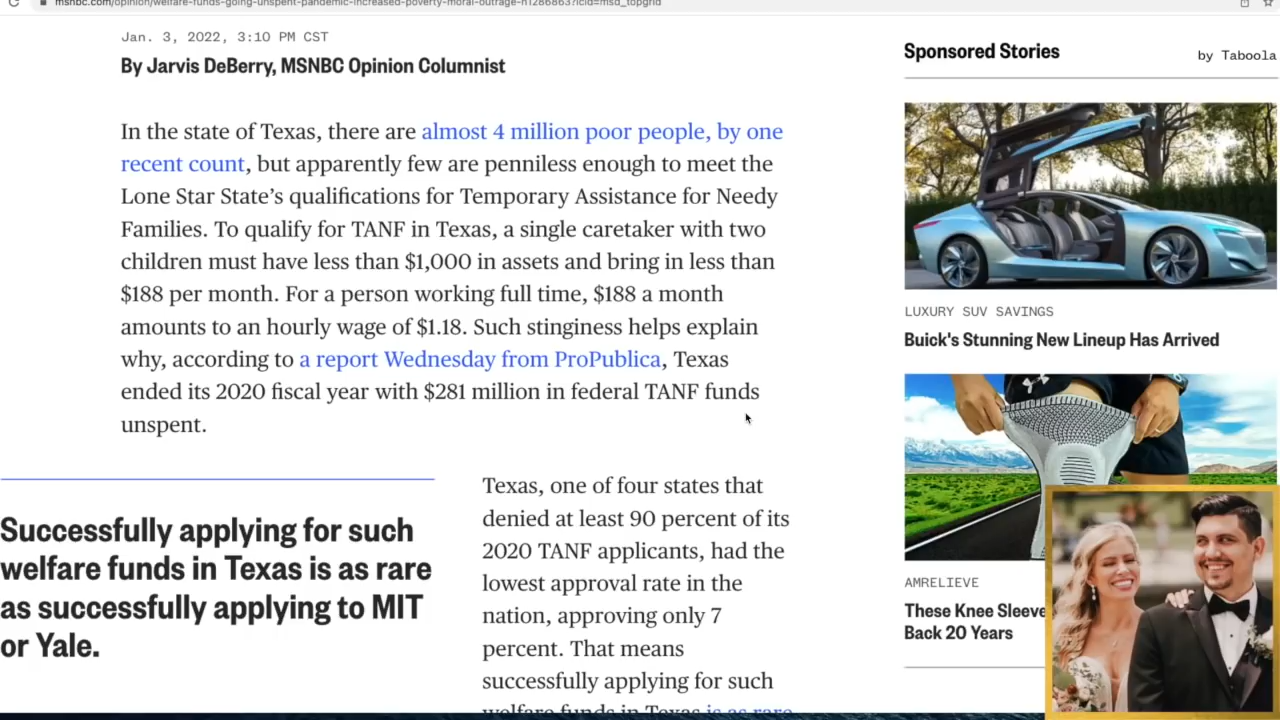 msnbc.com/opinion/welfare-funds-going-unspent-pandemic-increased-poverty-moral-outrage-n1286863?icid=msd_topgrid
Jan. 3, 2022, 3:10 PM CST
By Jarvis DeBerry, MSNBC Opinion Columnist
In the state of Texas, there are almost 4 million poor people, by one
recent count, but apparently few are penniless enough to meet the
Lone Star State’s qualifications for Temporary Assistance for Needy
Families. To qualify for TANF in Texas, a single caretaker with two
children must have less than $1,000 in assets and bring in less than
$188 per month. For a person working full time, $188 a month
amounts to an hourly wage of $1.18. Such stinginess helps explain
why, according to a report Wednesday from ProPublica, Texas
ended its 2020 fiscal year with $281 million in federal TANF funds
unspent.
Successfully applying for such
welfare funds in Texas is as rare
as successfully applying to MIT
or Yale.
Texas, one of four states that
denied at least 90 percent of its
2020 TANF applicants, had the
lowest approval rate in the
nation, approving only 7
percent. That means
successfully applying for such
welfare funds in Texas is as rare
Sponsored Stories
by Taboola
LUXURY SUV SAVINGS
Buick's Stunning New Lineup Has Arrived
AMRELIEVE
These Knee Sleeve
Back 20 Years